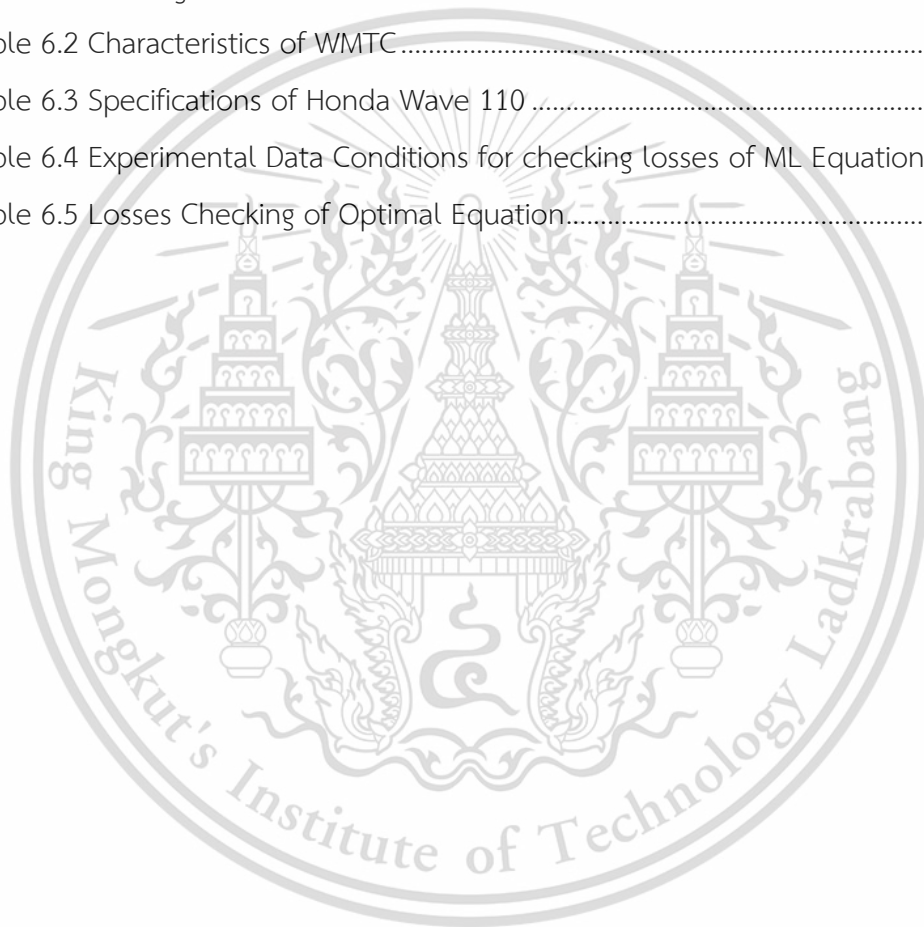 ble 6.2 Characteristics of WMTC
ble 6.3 Specifications of Honda Wave 110
ble 6.4 Experimental Data Conditions for checking losses of ML Equation
ble 6.5 Losses Checking of Optimal Equation
King Mongkut's Institute of Technology Ladkrabang